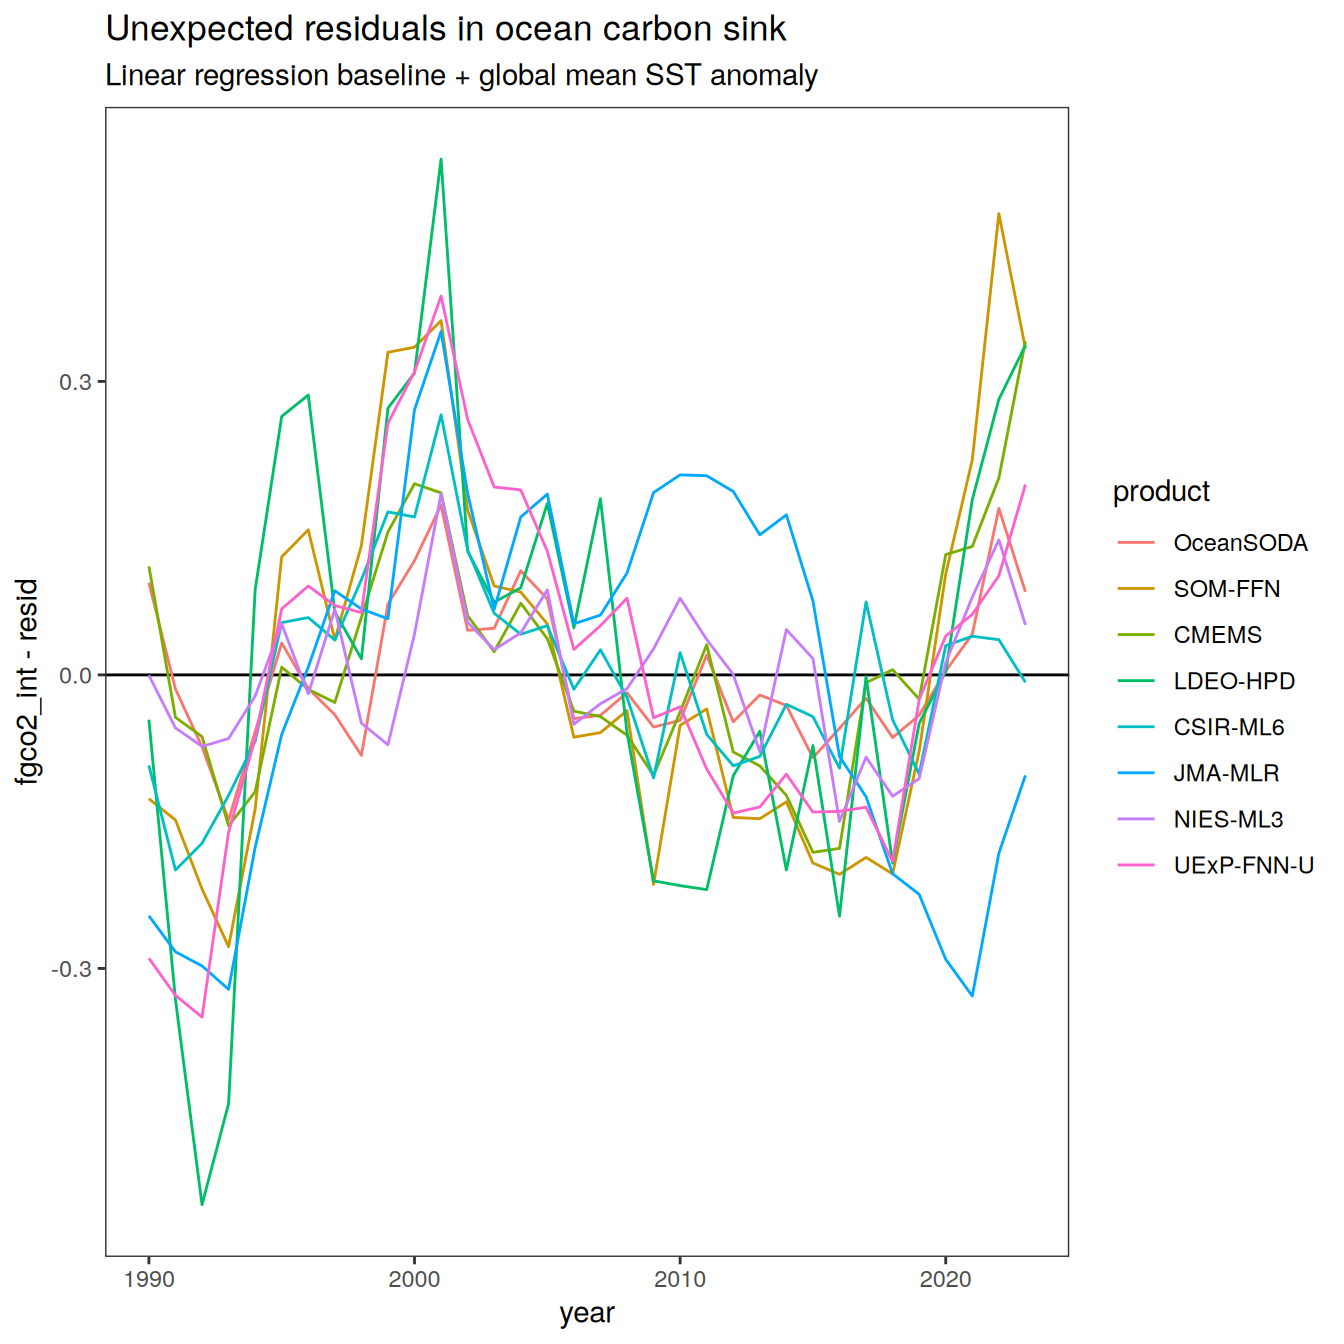 Unexpected residuals in ocean carbon sink
Linear regression baseline + global mean SST anomaly
fgco2_int - resid
0.3
0.0
-0.3
1990
2000
2010
2020
year
product
OceanSODA
SOM-FFN
CMEMS
LDEO-HPD
CSIR-ML6
JMA-MLR
NIES-ML3
UExP-FNN-U